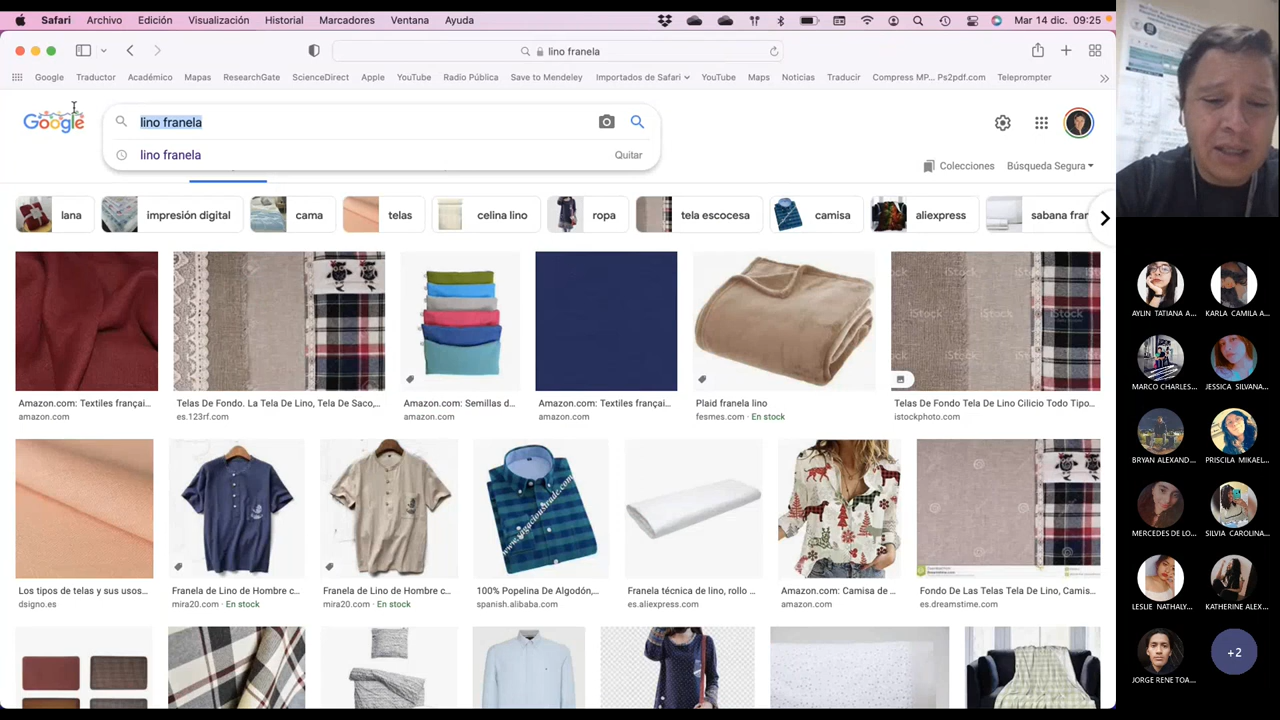 Safari Archivo Edición Visualización Historial Marcadores Ventana Ayuda Mar 14 dic. 09:25
lino franela
Google Traductor Académico Mapas ResearchGate ScienceDirect Apple YouTube Radio Pública Save to Mendeley Importados de Safari YouTube Maps Noticias Traducir Compress MP... Ps2pdf.com Teleprompter
Google lino franela
lino franela Quitar
Colecciones Búsqueda Segura
lana impresión digital cama telas celina lino ropa tela escocesa camisa aliexpress sabana fran
iStock iStock iStock
Amazon.com: Textiles françai... Telas De Fondo. La Tela De Lino, Tela De Saco,... Amazon.com: Semillas d... Amazon.com: Textiles françai... Plaid franela lino Telas De Fondo Tela De Lino Cilicio Todo Tipo...
amazon.com es.123rf.com amazon.com amazon.com fesmes.com · En stock istockphoto.com
Los tipos de telas y sus usos... Franela de Lino de Hombre c... Franela de Lino de Hombre c... 100% Popelina De Algodón,... Franela técnica de lino, rollo ... Amazon.com: Camisa de ... Fondo De Las Telas Tela De Lino, Camis...
dsigno.es mira20.com · En stock mira20.com · En stock spanish.alibaba.com es.aliexpress.com amazon.com es.dreamstime.com
AYLIN TATIANA A... KARLA CAMILA A...
MARCO CHARLES... JESSICA SILVANA...
BRYAN ALEXAND... PRISCILA MIKAEL...
MERCEDES DE LO... SILVIA CAROLINA...
LESLIE NATHALY... KATHERINE ALEX...
JORGE RENE TOA... +2